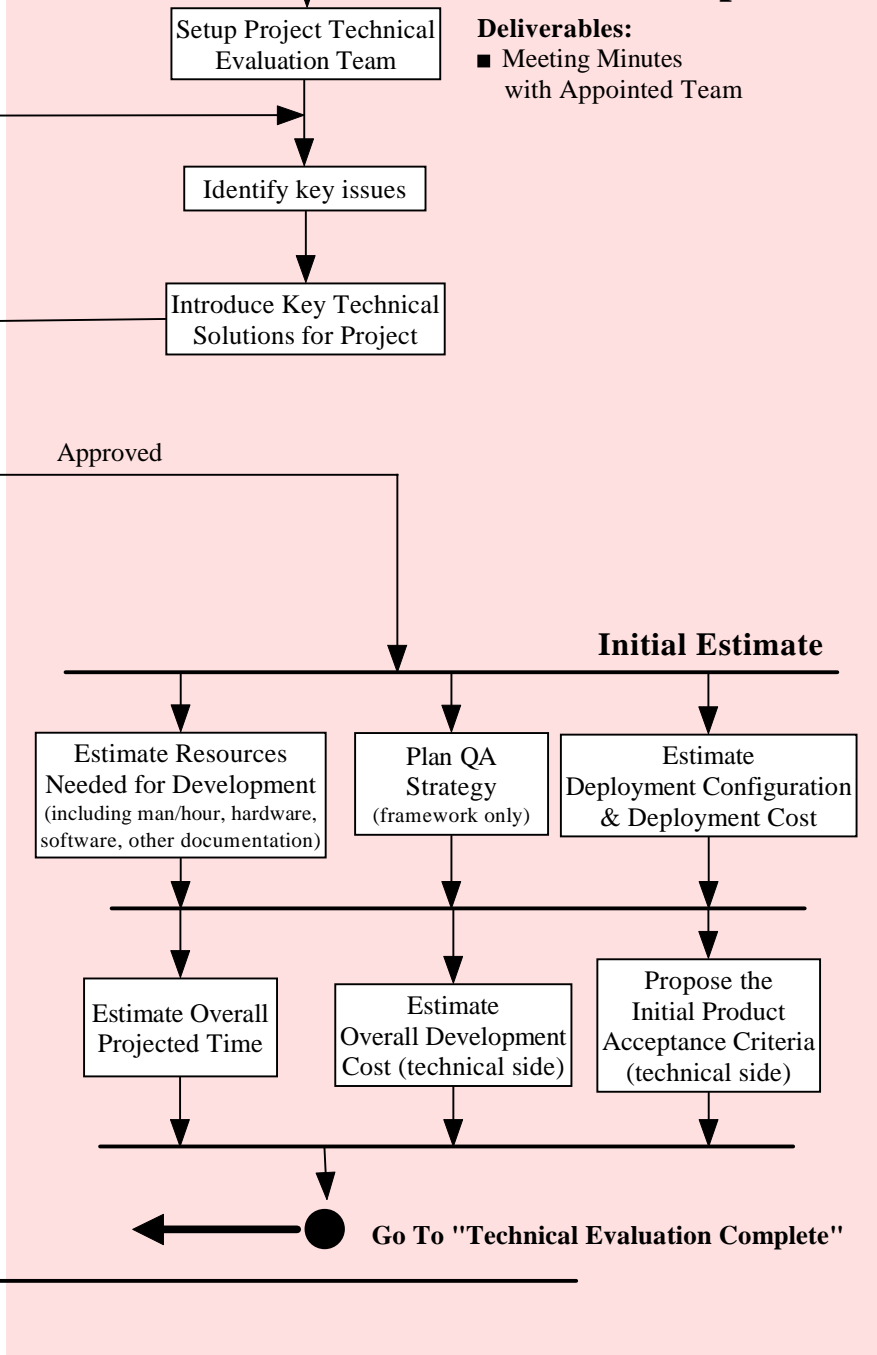 Setup Project Technical
Evaluation Team
Deliverables:
■ Meeting Minutes
with Appointed Team
Identify key issues
Introduce Key Technical
Solutions for Project
Approved
Initial Estimate
Estimate Resources
Needed for Development
(including man/hour, hardware,
software, other documentation)
Plan QA
Strategy
(framework only)
Estimate
Deployment Configuration
& Deployment Cost
Estimate Overall
Projected Time
Estimate
Overall Development
Cost (technical side)
Propose the
Initial Product
Acceptance Criteria
(technical side)
Go To "Technical Evaluation Complete"